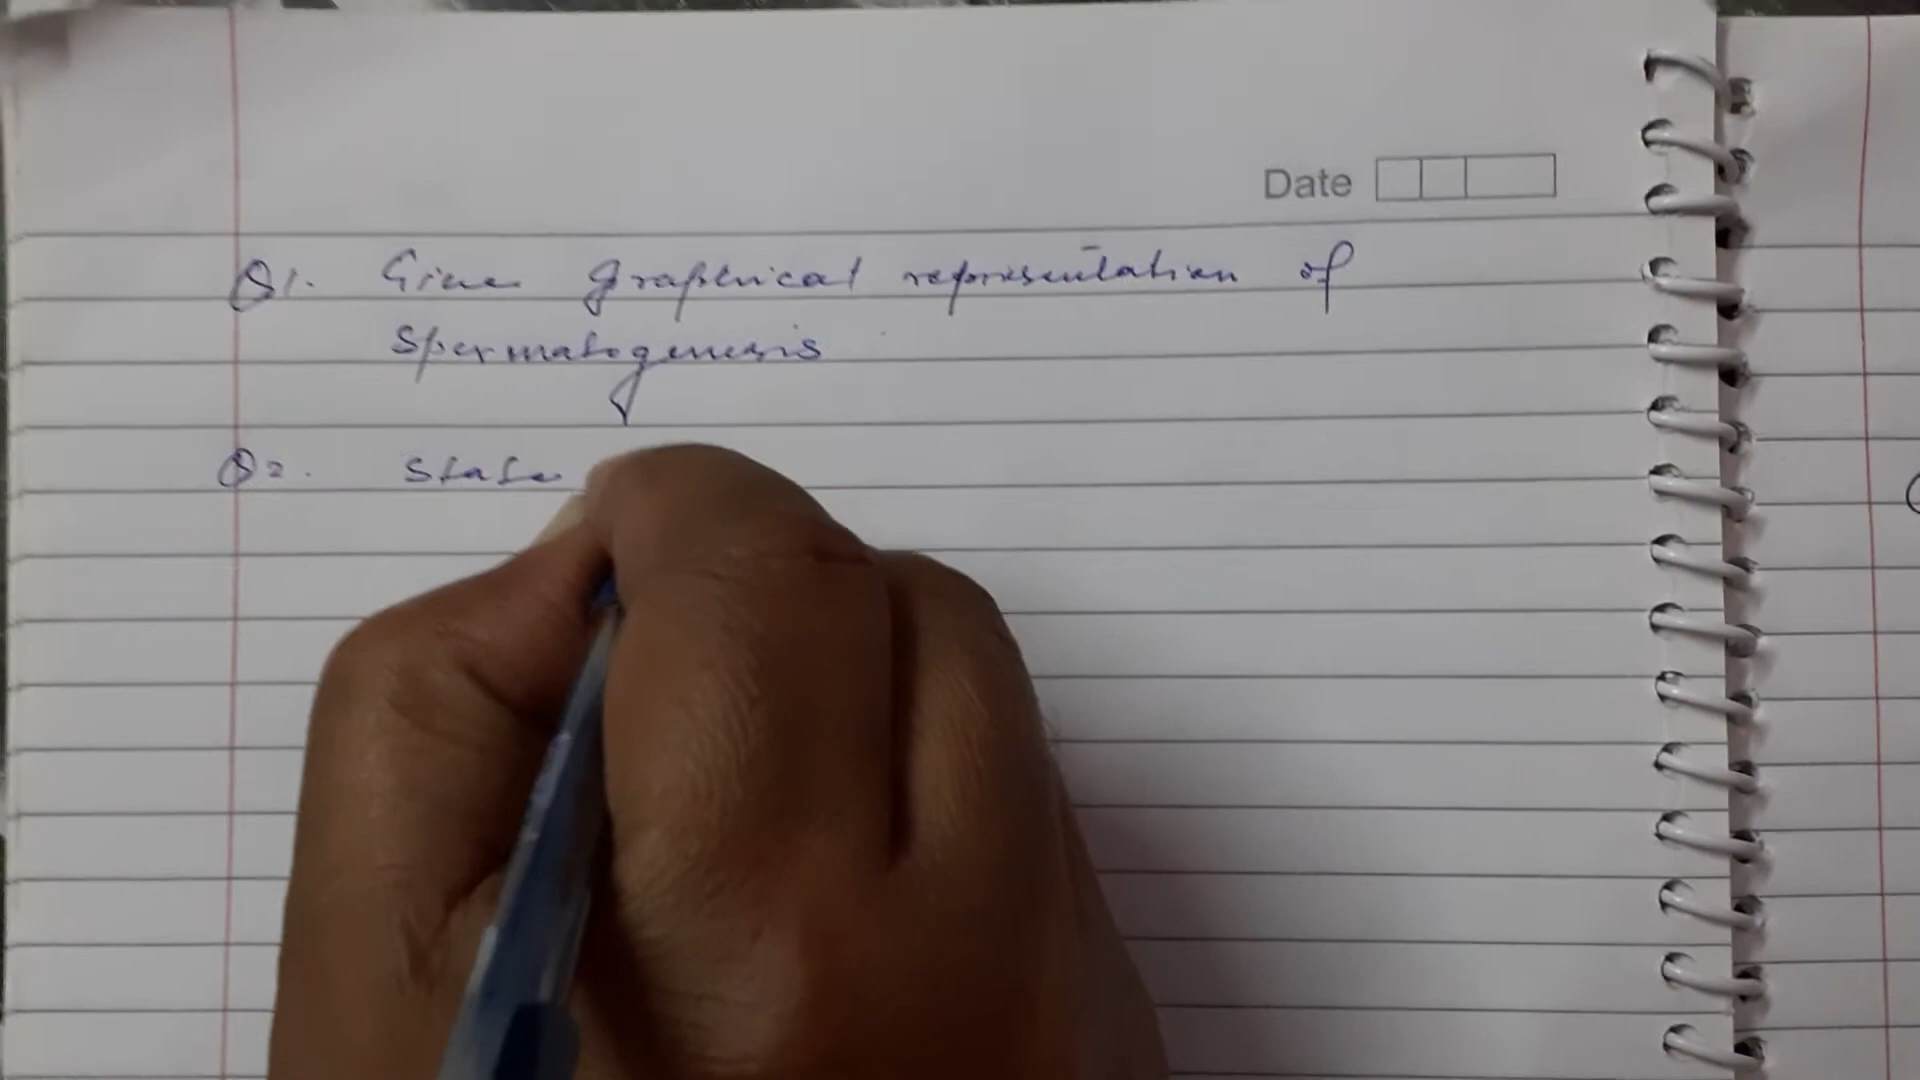 Date
Q1. Give graphical representation of
spermatogenesis
Q2. State